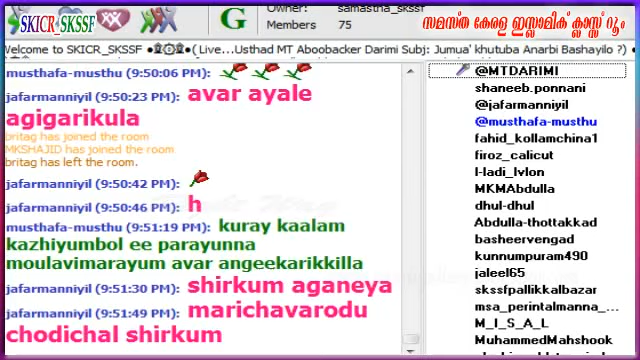 SKICR_SKSSF
Owner: samastha_skssf
Members 75
സമസ്ത കേരള ഇസ്ലാമിക് ക്ലാസ്സ് റൂം
Welcome to SKICR_SKSSF (Live...Usthad MT Aboobacker Darimi Subj: Jumua' khutuba Anarbi Bashayilo ?)
musthafa-musthu (9:50:06 PM):
jafarmanniyil (9:50:23 PM): avar ayale
agigarikula
britag has joined the room
MKSHAJID has joined the room
britag has left the room.
jafarmanniyil (9:50:42 PM):
jafarmanniyil (9:50:46 PM): h
musthafa-musthu (9:51:19 PM): kuray kaalam
kazhiyumbol ee parayunna
moulavimarayum avar angeekarikkilla
jafarmanniyil (9:51:30 PM): shirkum aganeya
jafarmanniyil (9:51:49 PM): marichavarodu
chodichal shirkum
@MTDARIMI
shaneeb.ponnani
@jafarmanniyil
@musthafa-musthu
fahid_kollamchina1
firoz_calicut
l-ladi_lvlon
MKMAbdulla
dhul-dhul
Abdulla-thottakkad
basheervengad
kunnumpuram490
jaleel65
skssfpallikkalbazar
msa_perintalmanna_...
M_I_S_A_L
MuhammedMahshook